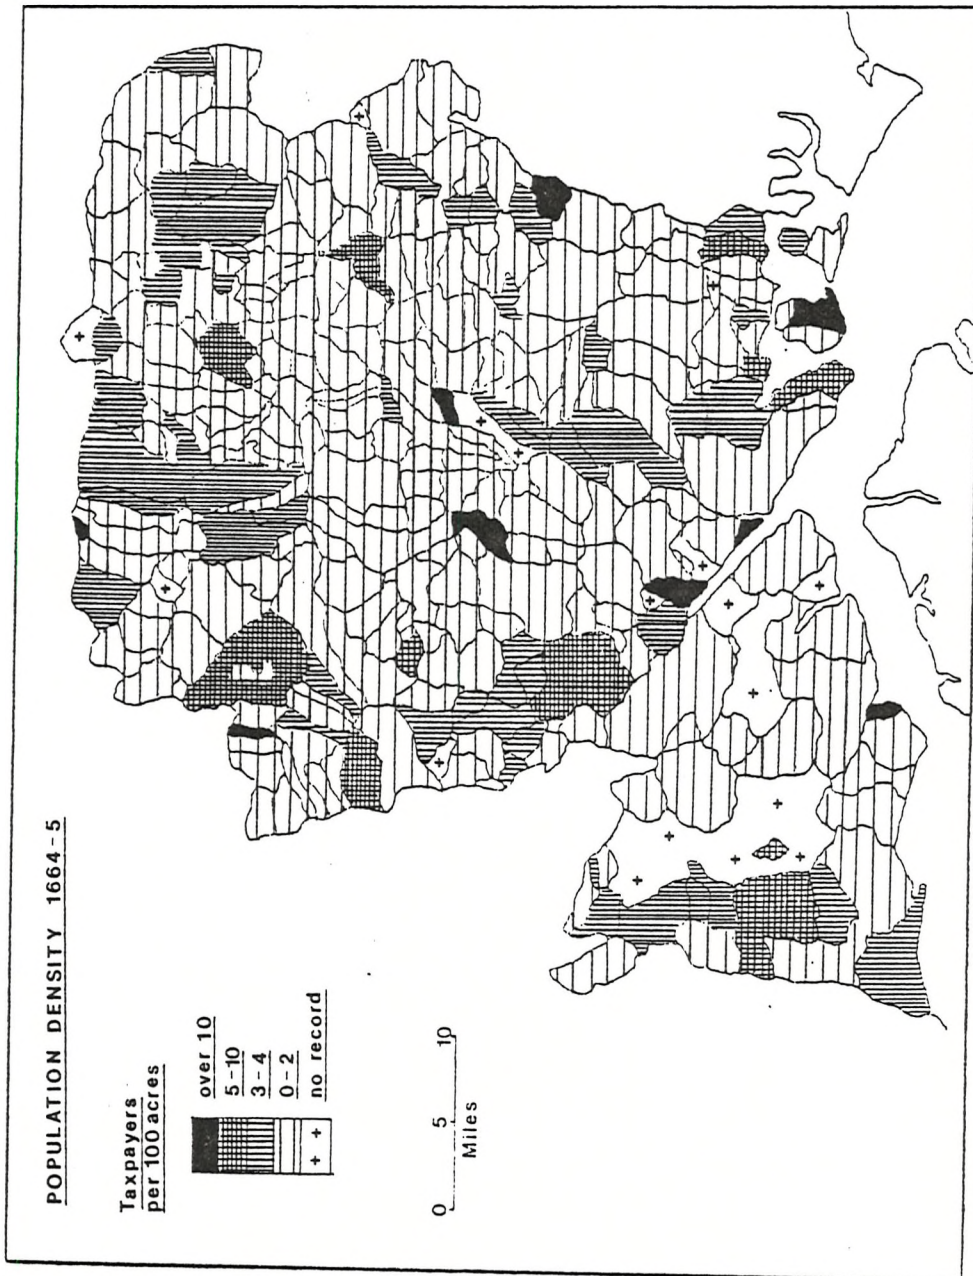 POPULATION DENSITY 1664-5
Taxpayers
per 100 acres
over 10
5-10
3-4
0-2
no record
0 5 10
Miles